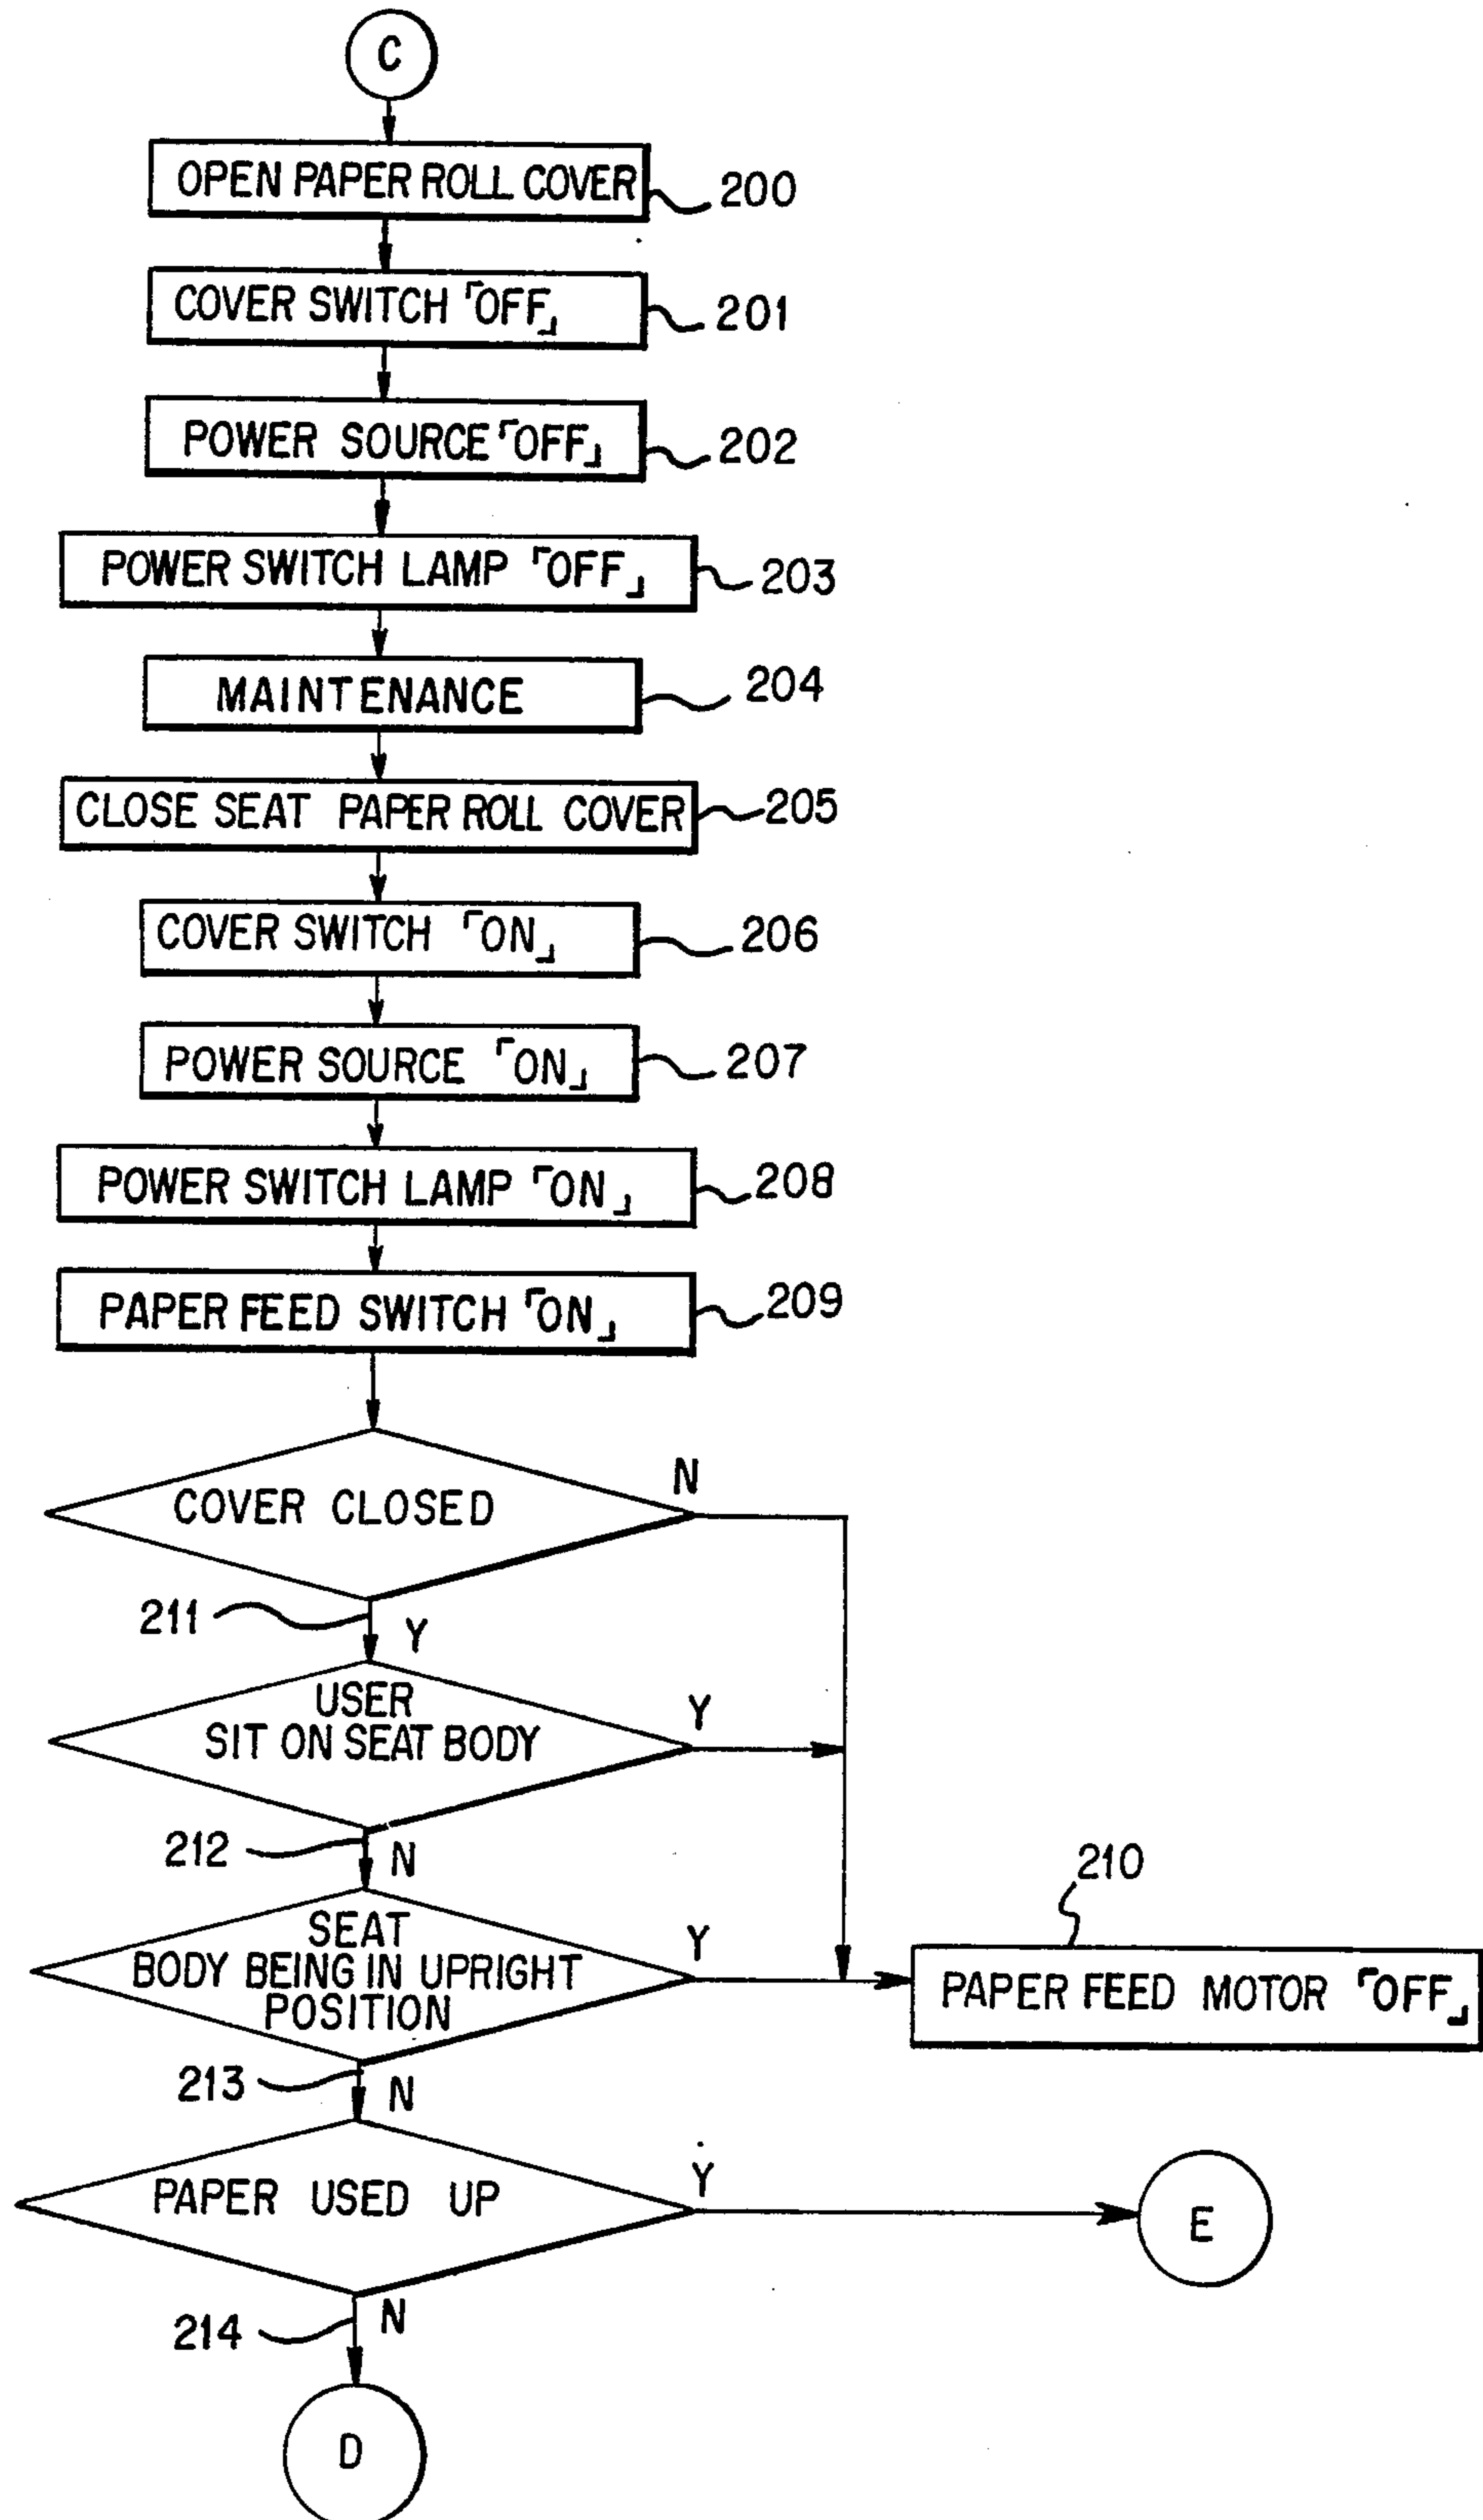 C
OPEN PAPER ROLL COVER
200
COVER SWITCH「OFF」
201
POWER SOURCE「OFF」
202
POWER SWITCH LAMP「OFF」
203
MAINTENANCE
204
CLOSE SEAT PAPER ROLL COVER
205
COVER SWITCH「ON」
206
POWER SOURCE「ON」
207
POWER SWITCH LAMP「ON」
208
PAPER FEED SWITCH「ON」
209
COVER CLOSED
N
211
Y
USER
SIT ON SEAT BODY
Y
212
N
210
SEAT
BODY BEING IN UPRIGHT
POSITION
Y
PAPER FEED MOTOR「OFF」
213
N
PAPER USED UP
Y
E
214
N
D